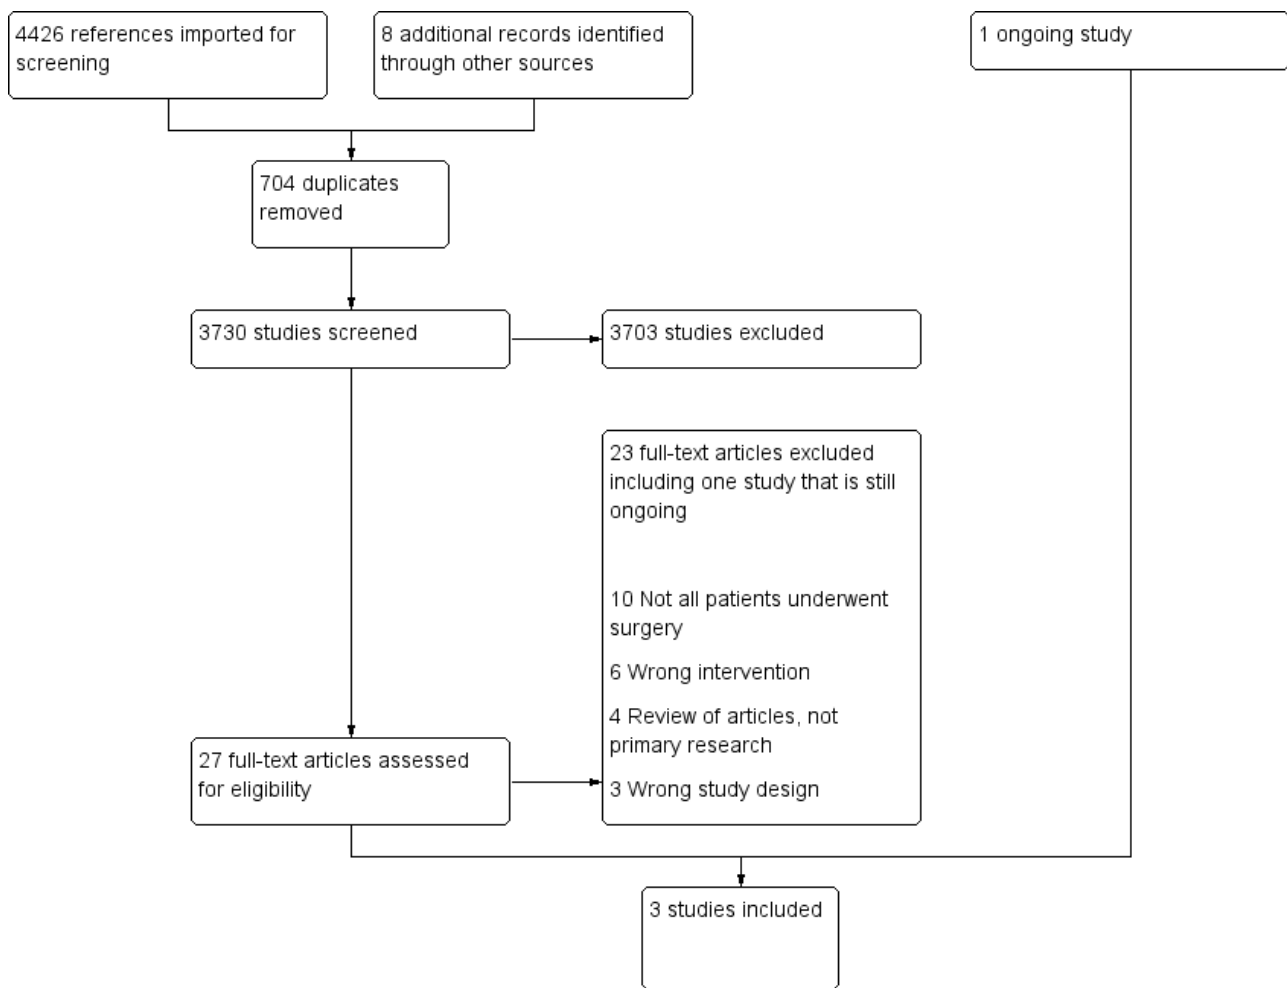 4426 references imported for
screening
8 additional records identified
through other sources
1 ongoing study
704 duplicates
removed
3730 studies screened
3703 studies excluded
23 full-text articles excluded
including one study that is still
ongoing
10 Not all patients underwent
surgery
6 Wrong intervention
4 Review of articles, not
primary research
3 Wrong study design
27 full-text articles assessed
for eligibility
3 studies included